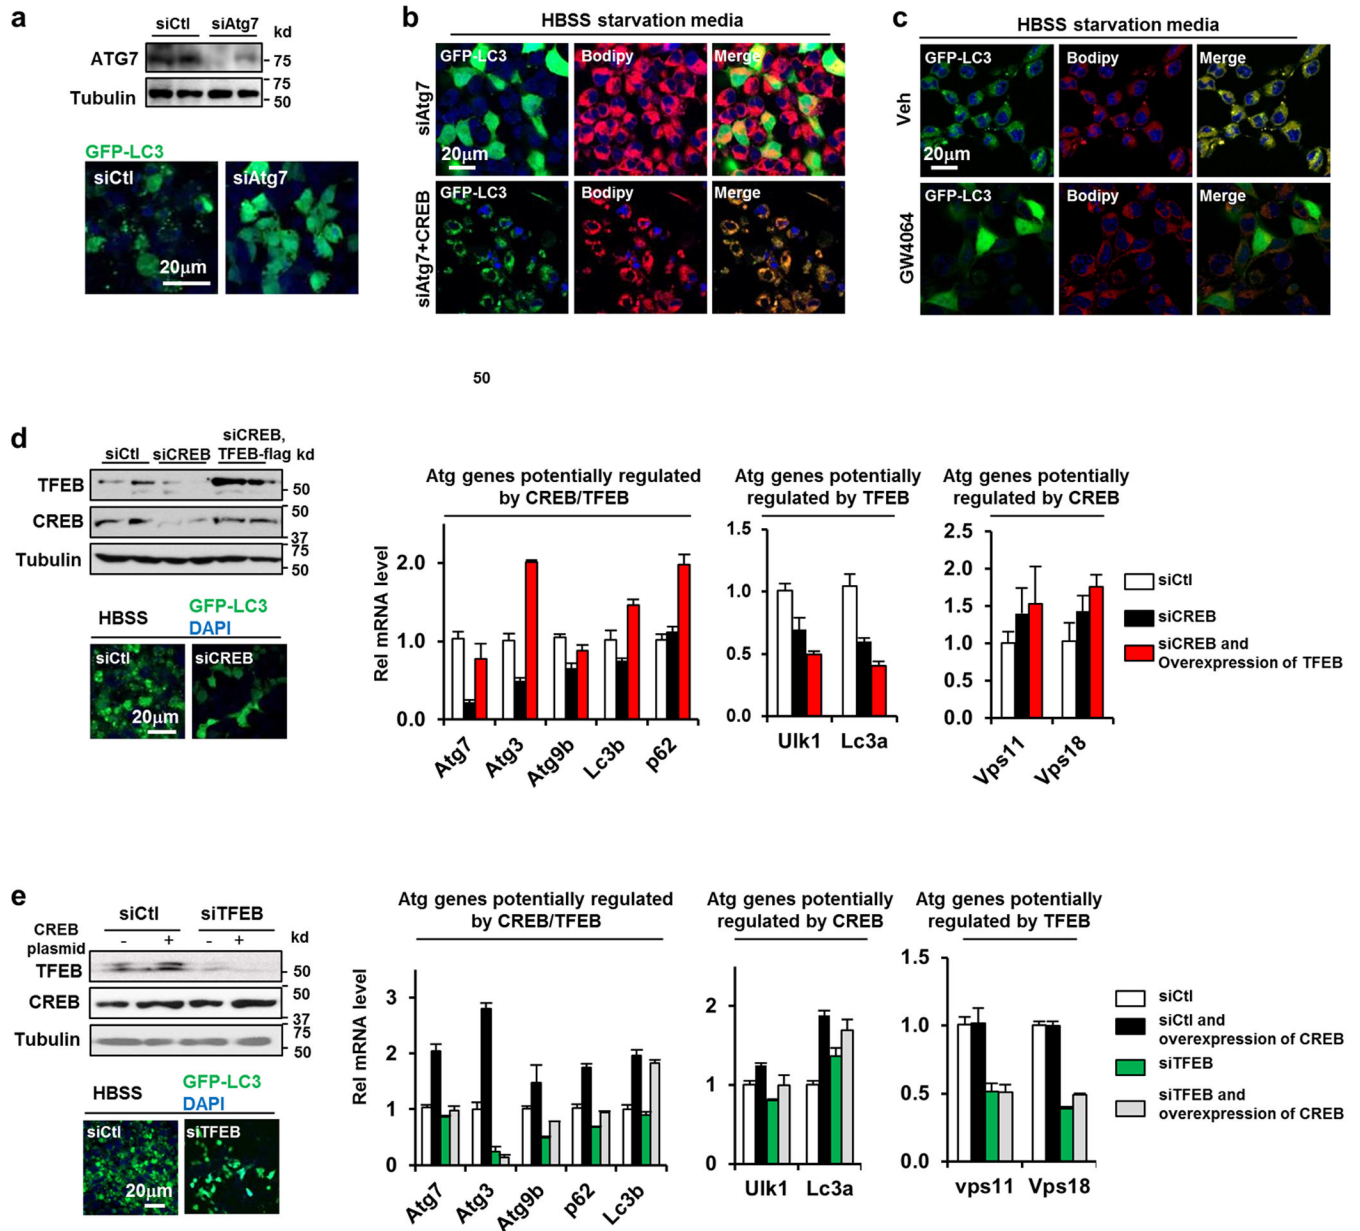 a
siCtl siAtg7
kd
ATG7
75
Tubulin
75
50
GFP-LC3
siCtl
siAtg7
20μm
b
HBSS starvation media
GFP-LC3 Bodipy Merge
siAtg7
20μm
GFP-LC3 Bodipy Merge
siAtg7+CREB
c
HBSS starvation media
GFP-LC3 Bodipy Merge
Veh
20μm
GFP-LC3 Bodipy Merge
GW4064
50
d
siCtl siCREB siCREB,
TFEB-flag kd
TFEB
50
CREB
50
37
Tubulin
75
50
HBSS
GFP-LC3
DAPI
siCtl
siCREB
20μm
Atg genes potentially regulated
by CREB/TFEB
Rel mRNA level
2.0
1.0
0.0
Atg7 Atg3 Atg9b Lc3b p62
Atg genes potentially
regulated by TFEB
1.5
1.0
0.5
0.0
Ulk1 Lc3a
Atg genes potentially
regulated by CREB
2.5
2.0
1.5
1.0
0.5
0.0
Vps11 Vps18
siCtl
siCREB
siCREB and
Overexpression of TFEB
e
siCtl siTFEB
CREB
plasmid
- + - +
kd
TFEB
50
CREB
50
37
Tubulin
75
50
HBSS
GFP-LC3
DAPI
siCtl
siTFEB
20μm
Atg genes potentially regulated
by CREB/TFEB
Rel mRNA level
3
2
1
0
Atg7 Atg3 Atg9b p62 Lc3b
Atg genes potentially
regulated by CREB
2
1
0
Ulk1 Lc3a
Atg genes potentially
regulated by TFEB
1.5
1.0
0.5
0.0
vps11 Vps18
siCtl
siCtl and
overexpression of CREB
siTFEB
siTFEB and
overexpression of CREB